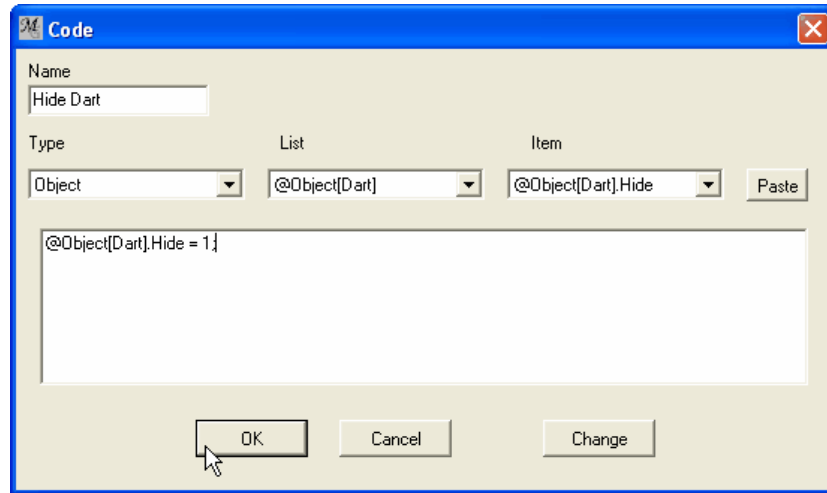 Code
Name
Hide Dart
Type List Item
Object @Object[Dart] @Object[Dart].Hide Paste
@Object[Dart].Hide = 1;
OK Cancel Change